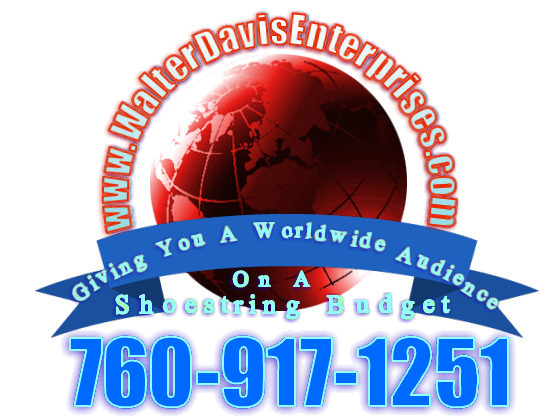 www.WalterDavisEnterprises.com
Giving You A Worldwide Audience
On A
Shoestring Budget
760-917-1251